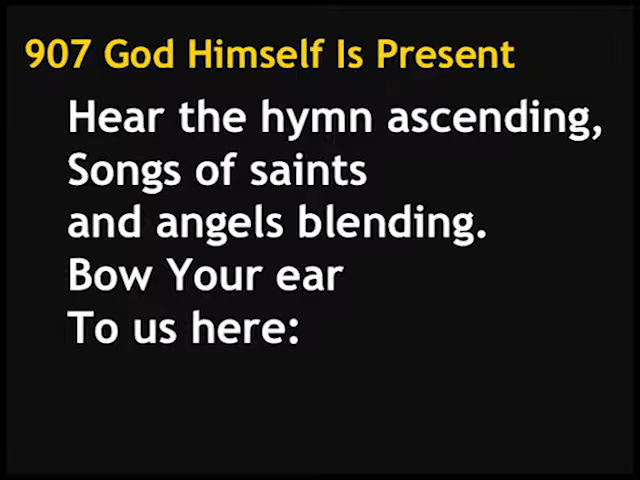 907 God Himself Is Present
Hear the hymn ascending,
Songs of saints
and angels blending.
Bow Your ear
To us here: